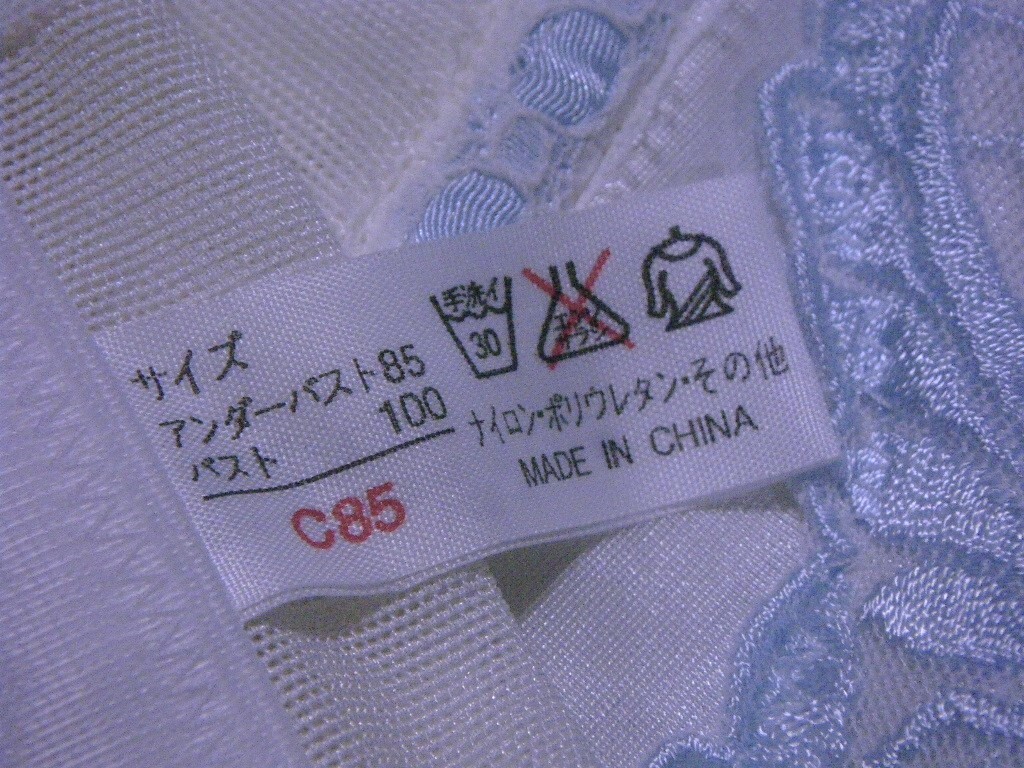 サイズ
アンダーバスト85
バスト 100
C85
手洗イ
30
ナイロン・ポリウレタン・その他
MADE IN CHINA